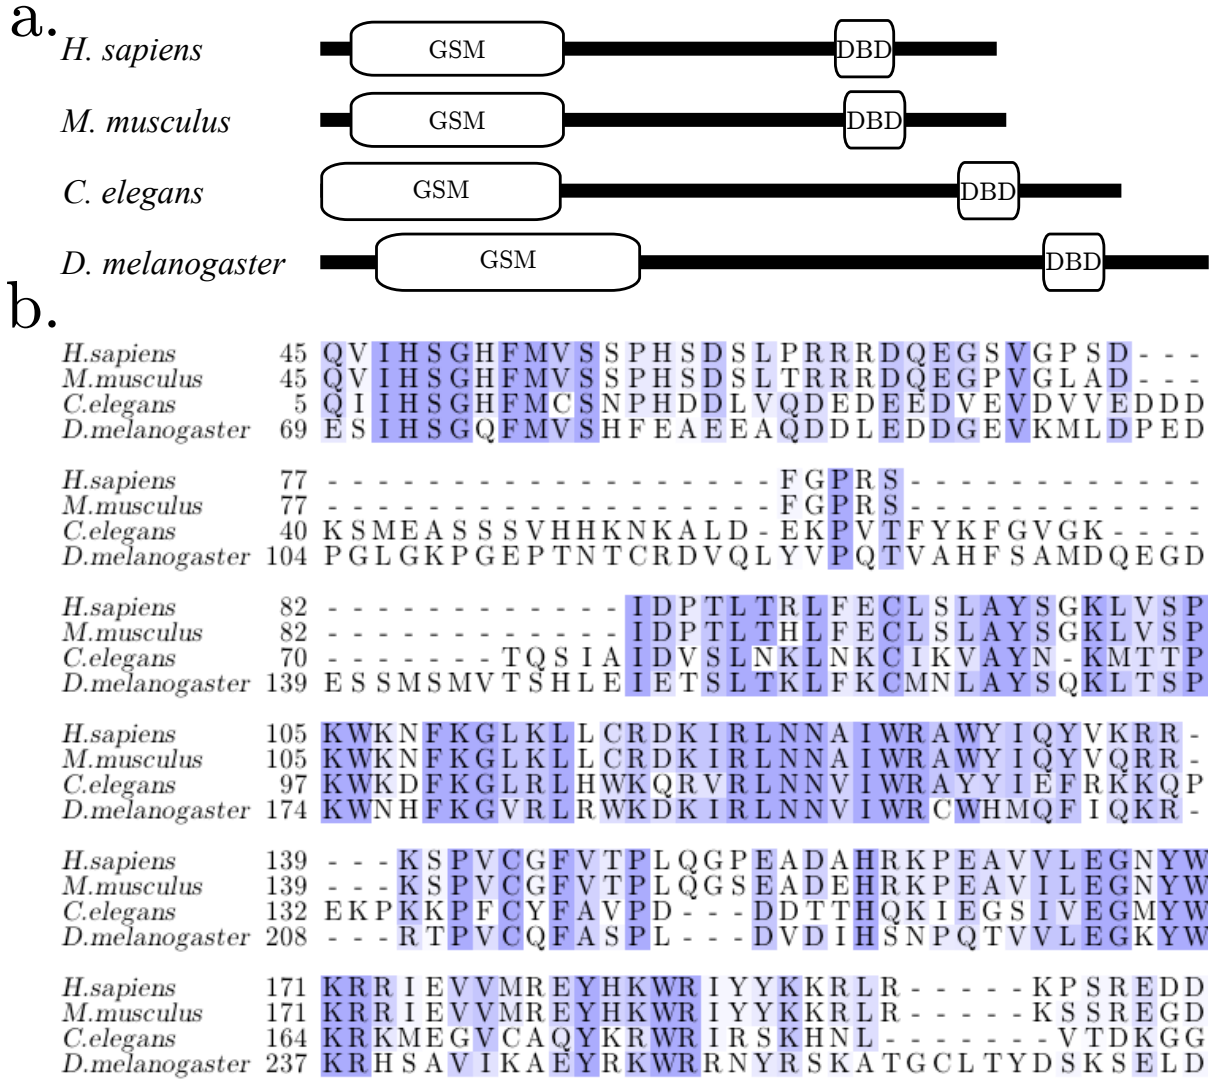 a.
H. sapiens GSM DBD
M. musculus GSM DBD
C. elegans GSM DBD
D. melanogaster GSM DBD
b.
H.sapiens 45 Q V I H S G H F M V S S P H S D S L P R R R D Q E G S V G P S D - - -
M.musculus 45 Q V I H S G H F M V S S P H S D S L T R R R D Q E G P V G L A D - - -
C.elegans 5 Q I I H S G H F M C S N P H D D L V Q D E D E E D V E V D V V E D D D
D.melanogaster 69 E S I H S G Q F M V S H F E A E E A Q D D L E D D G E V K M L D P E D
H.sapiens 77 - - - - - - - - - - - - - - - - - - F G P R S - - - - - - - - - - - -
M.musculus 77 - - - - - - - - - - - - - - - - - - F G P R S - - - - - - - - - - - -
C.elegans 40 K S M E A S S S V H H K N K A L D - E K P V T F Y K F G V G K - - - -
D.melanogaster 104 P G L G K P G E P T N T C R D V Q L Y V P Q T V A H F S A M D Q E G D
H.sapiens 82 - - - - - - - - - - - - I D P T L T R L F E C L S L A Y S G K L V S P
M.musculus 82 - - - - - - - - - - - - I D P T L T H L F E C L S L A Y S G K L V S P
C.elegans 70 - - - - - - - T Q S I A I D V S L N K L N K C I K V A Y N - K M T T P
D.melanogaster 139 E S S M S M V T S H L E I E T S L T K L F K C M N L A Y S Q K L T S P
H.sapiens 105 K W K N F K G L K L L C R D K I R L N N A I W R A W Y I Q Y V K R R -
M.musculus 105 K W K N F K G L K L L C R D K I R L N N A I W R A W Y I Q Y V Q R R -
C.elegans 97 K W K D F K G L R L H W K Q R V R L N N V I W R A Y Y I E F R K K Q P
D.melanogaster 174 K W N H F K G V R L R W K D K I R L N N V I W R C W H M Q F I Q K R -
H.sapiens 139 - - - K S P V C G F V T P L Q G P E A D A H R K P E A V V L E G N Y W
M.musculus 139 - - - K S P V C G F V T P L Q G S E A D E H R K P E A V I L E G N Y W
C.elegans 132 E K P K K P F C Y F A V P D - - - D D T T H Q K I E G S I V E G M Y W
D.melanogaster 208 - - - R T P V C Q F A S P L - - - D V D I H S N P Q T V V L E G K Y W
H.sapiens 171 K R R I E V V M R E Y H K W R I Y Y K K R L R - - - - - K P S R E D D
M.musculus 171 K R R I E V V M R E Y H K W R I Y Y K K R L R - - - - - K S S R E G D
C.elegans 164 K R K M E G V C A Q Y K R W R I R S K H N L - - - - - - - V T D K G G
D.melanogaster 237 K R H S A V I K A E Y R K W R R N Y R S K A T G C L T Y D S K S E L D